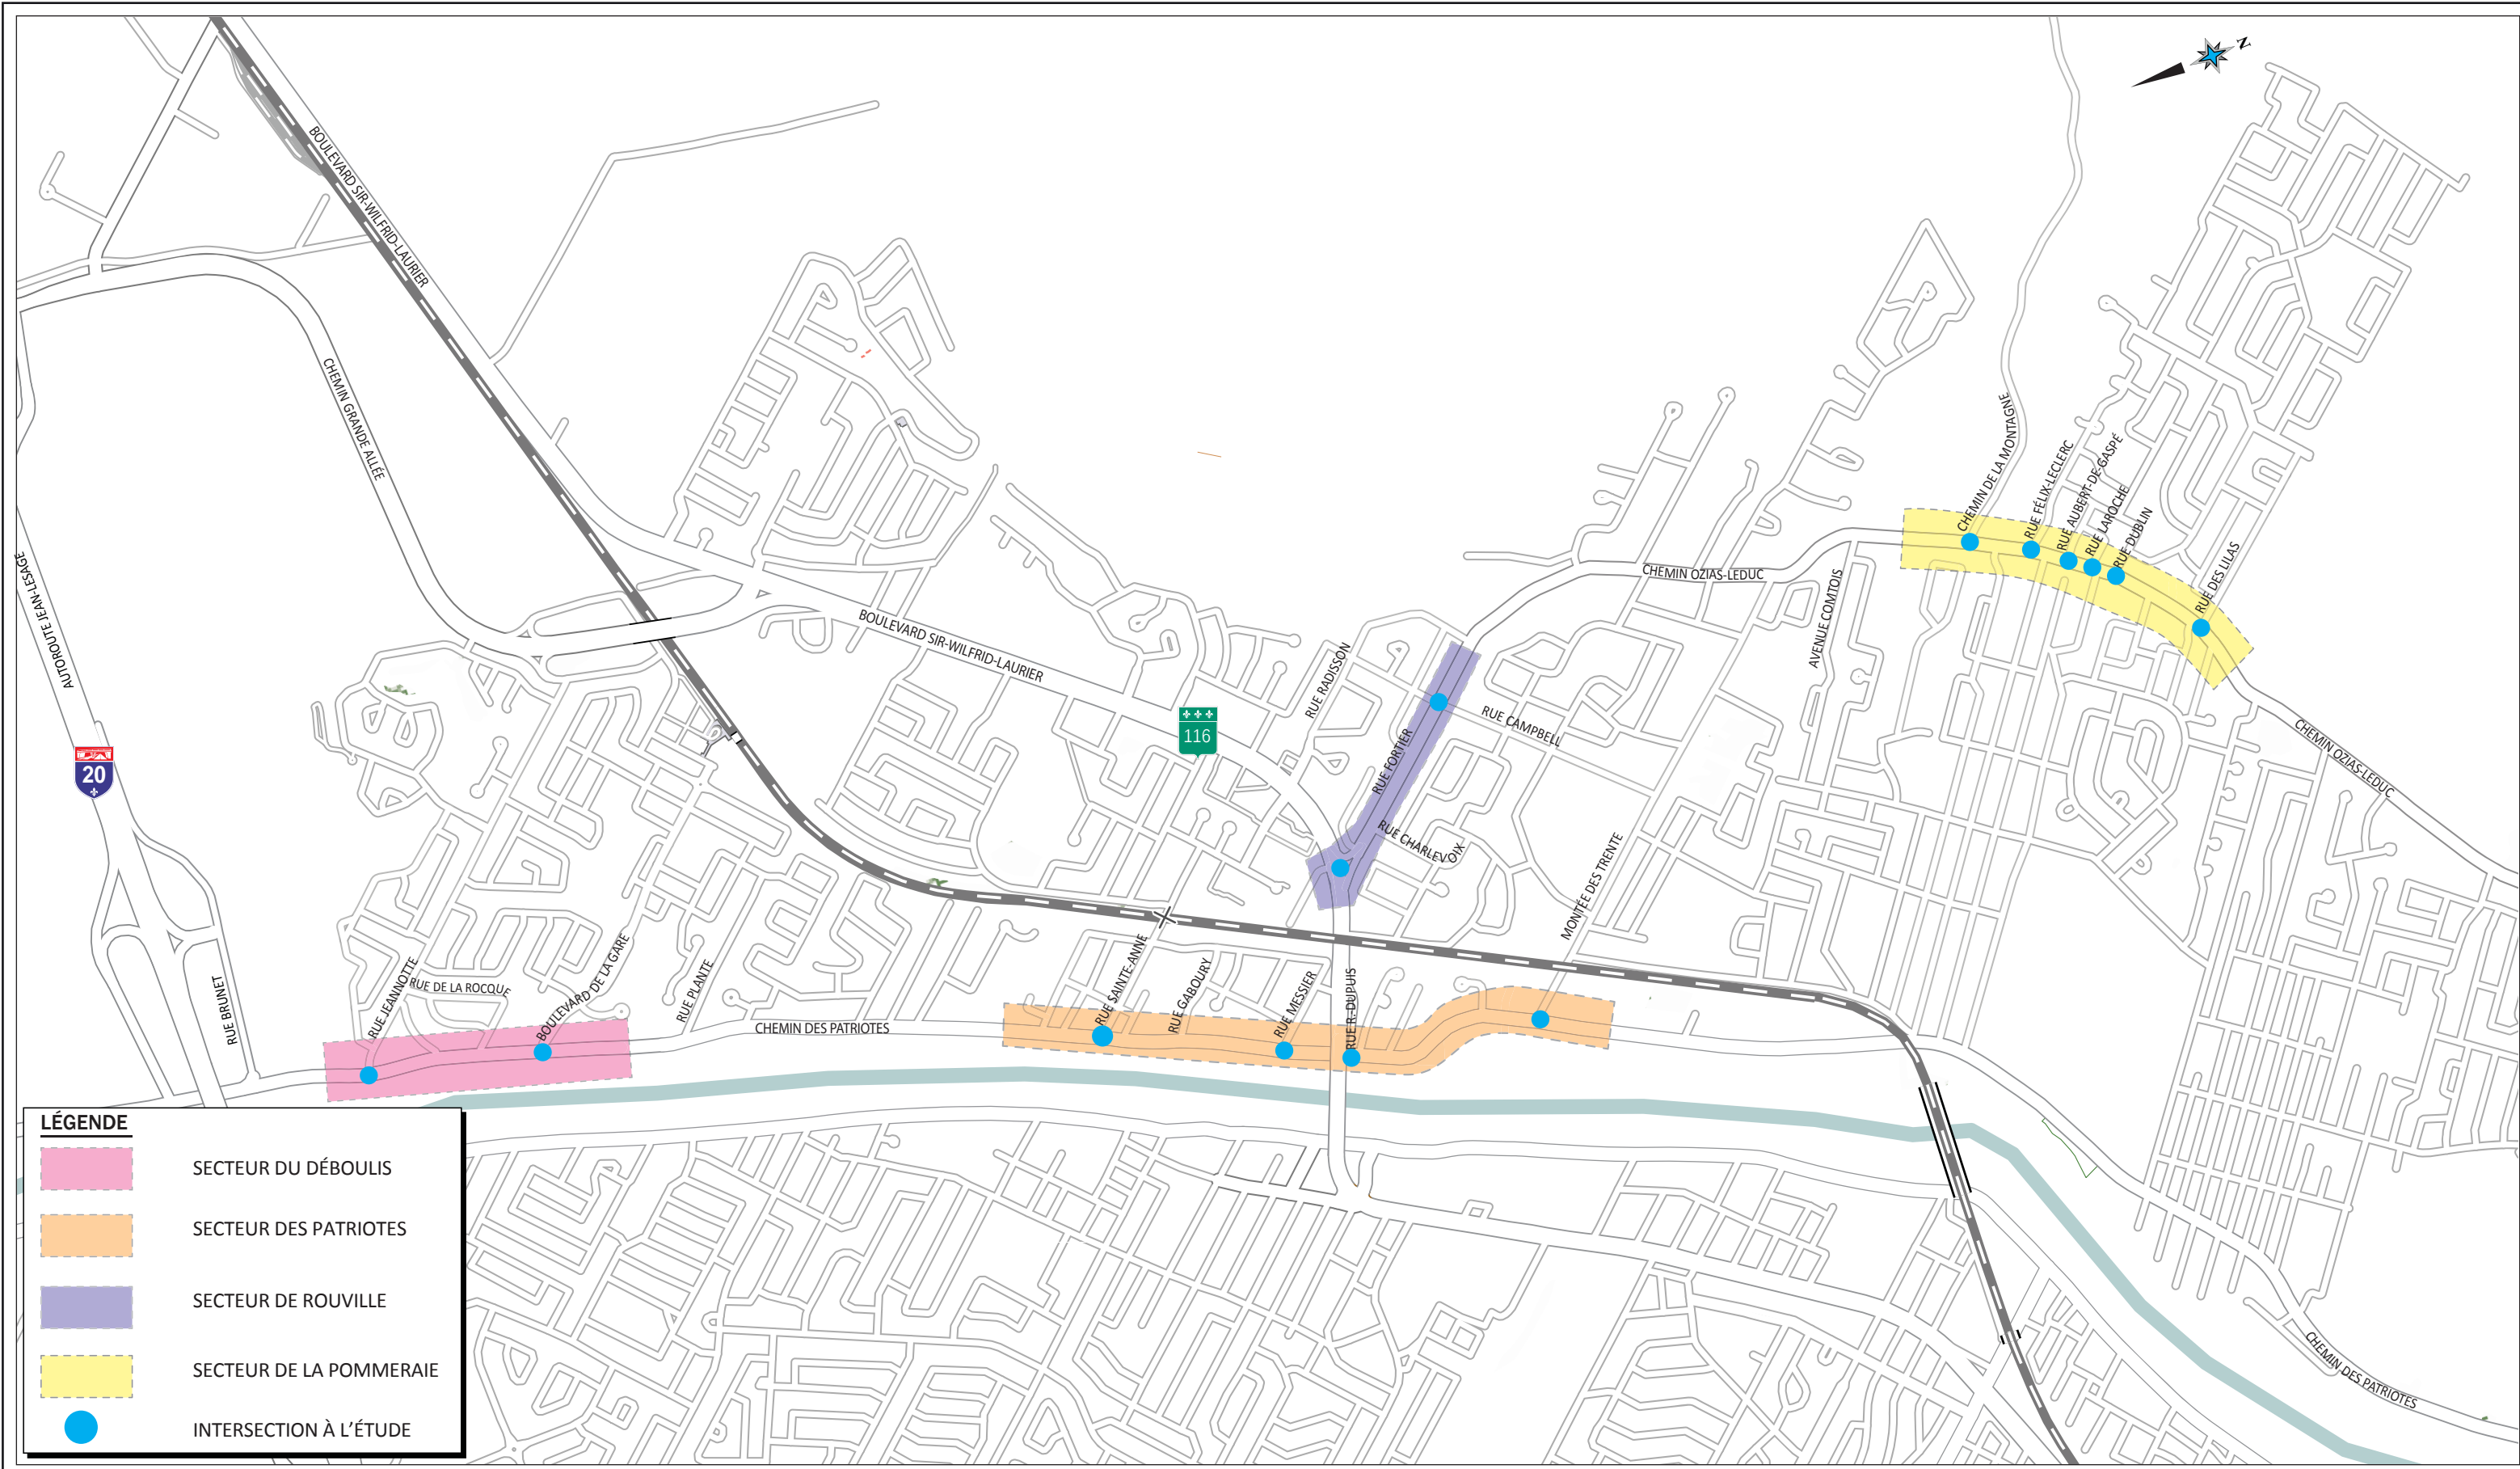 N
BOULEVARD SIR-WILFRID-LAURIER
CHEMIN GRANDE ALLÉE
AUTOROUTE JEAN-LESAGE
20
BOULEVARD SIR-WILFRID-LAURIER
116
RUE RADISSON
RUE FORTIER
RUE CAMPBELL
RUE CHARLEVOIX
CHEMIN OZIAS-LEDUC
AVENUE COMTOIS
MONTÉE DES TRENTE
CHEMIN DE LA MONTAGNE
RUE FÉLIX-LECLERC
RUE AUBERT-DE-GASPÉ
RUE LAROCHE
RUE DUBLIN
RUE DES LILAS
CHEMIN OZIAS-LEDUC
RUE BRUNET
RUE JEANNOTTE
RUE DE LA ROCQUE
BOULEVARD DE LA GARE
RUE PLANTE
CHEMIN DES PATRIOTES
RUE SAINTE-ANNE
RUE GABOURY
RUE MESSIER
RUE R.-DUPUIS
CHEMIN DES PATRIOTES
LÉGENDE
SECTEUR DU DÉBOULIS
SECTEUR DES PATRIOTES
SECTEUR DE ROUVILLE
SECTEUR DE LA POMMERAIE
INTERSECTION À L'ÉTUDE